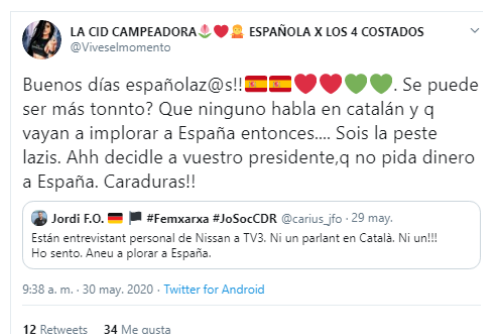 LA CID CAMPEADORA🌷❤️🤷 ESPAÑOLA X LOS 4 COSTADOS
@Viveselmomento
Buenos días españolaz@s!!🇪🇸🇪🇸❤️❤️💚💚. Se puede
ser más tonnto? Que ninguno habla en catalán y q
vayan a implorar a España entonces.... Sois la peste
lazis. Ahh decidle a vuestro presidente,q no pida dinero
a España. Caraduras!!
Jordi F.O. 🇩🇪 🏴 #Femxarxa #JoSocCDR @carius_jfo · 29 may.
Están entrevistant personal de Nissan a TV3. Ni un parlant en Català. Ni un!!!
Ho sento. Aneu a plorar a España.
9:38 a. m. · 30 may. 2020 · Twitter for Android
12 Retweets 34 Me gusta